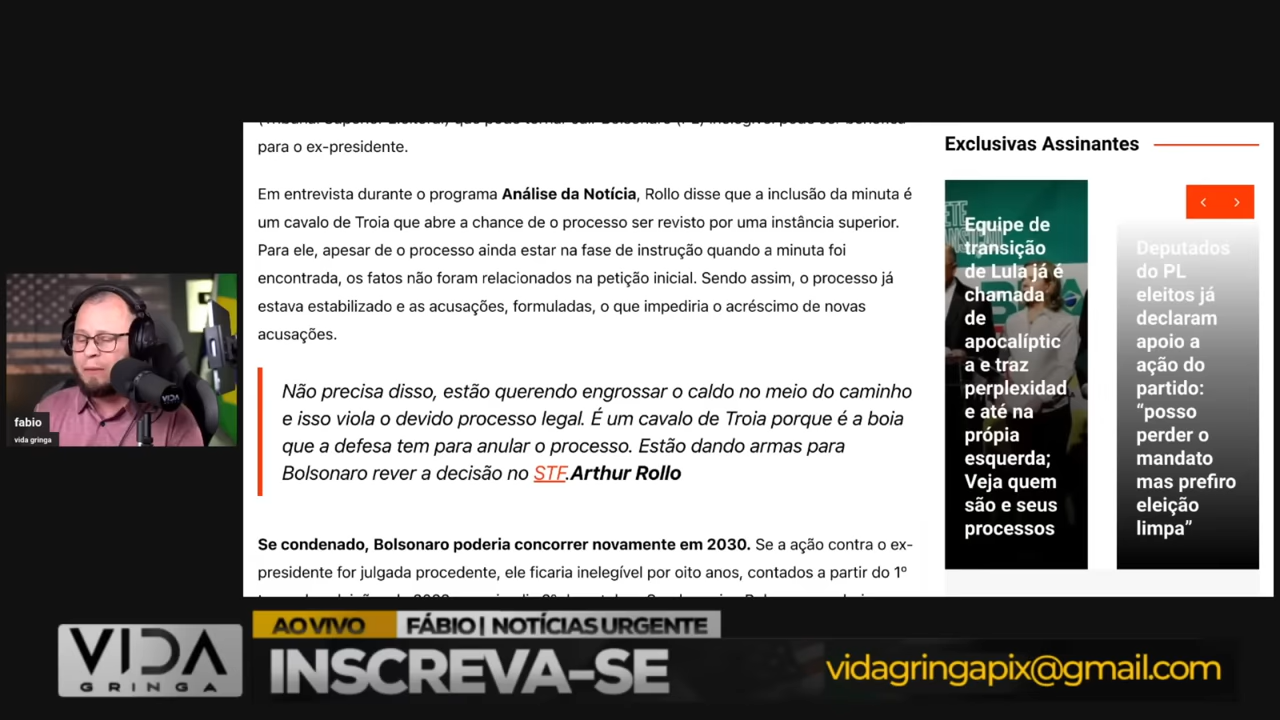 para o ex-presidente.
Em entrevista durante o programa Análise da Notícia, Rollo disse que a inclusão da minuta é
um cavalo de Troia que abre a chance de o processo ser revisto por uma instância superior.
Para ele, apesar de o processo ainda estar na fase de instrução quando a minuta foi
encontrada, os fatos não foram relacionados na petição inicial. Sendo assim, o processo já
estava estabilizado e as acusações, formuladas, o que impediria o acréscimo de novas
acusações.
Não precisa disso, estão querendo engrossar o caldo no meio do caminho
e isso viola o devido processo legal. É um cavalo de Troia porque é a boia
que a defesa tem para anular o processo. Estão dando armas para
Bolsonaro rever a decisão no STF.Arthur Rollo
Se condenado, Bolsonaro poderia concorrer novamente em 2030. Se a ação contra o ex-
presidente for julgada procedente, ele ficaria inelegível por oito anos, contados a partir do 1º
Exclusivas Assinantes
Equipe de
transição
de Lula já é
chamada
de
apocalíptic
a e traz
perplexidad
e até na
própia
esquerda;
Veja quem
são e seus
processos
Deputados
do PL
eleitos já
declaram
apoio a
ação do
partido:
“posso
perder o
mandato
mas prefiro
eleição
limpa”
fabio
vida gringa
VIDA
GRINGA
AO VIVO
FÁBIO | NOTÍCIAS URGENTE
INSCREVA-SE
vidagringapix@gmail.com